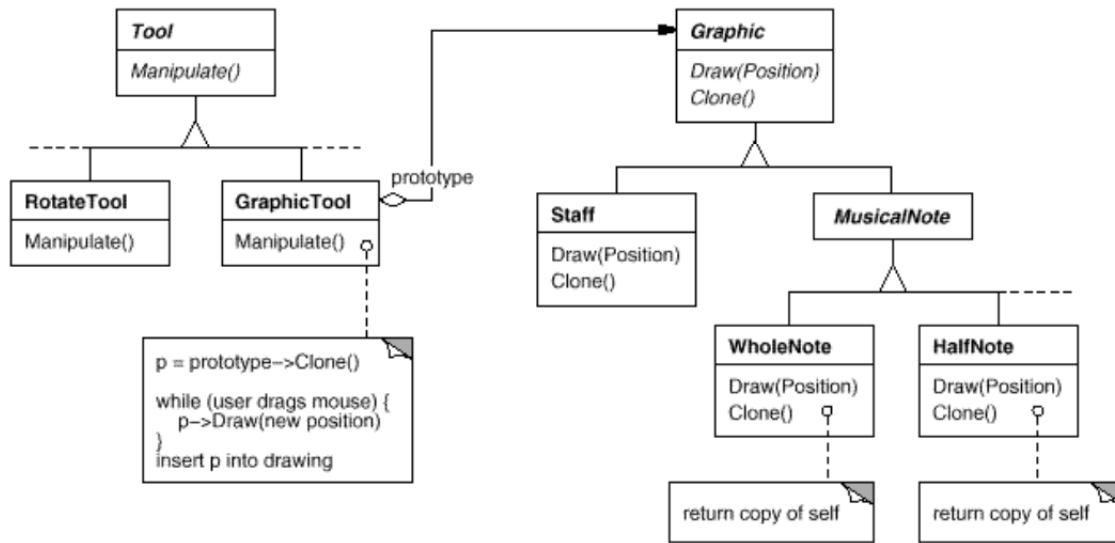 Tool
Manipulate()
Graphic
Draw(Position)
Clone()
prototype
RotateTool
Manipulate()
GraphicTool
Manipulate()
Staff
Draw(Position)
Clone()
MusicalNote
p = prototype->Clone()
while (user drags mouse) {
p->Draw(new position)
}
insert p into drawing
WholeNote
Draw(Position)
Clone()
HalfNote
Draw(Position)
Clone()
return copy of self
return copy of self